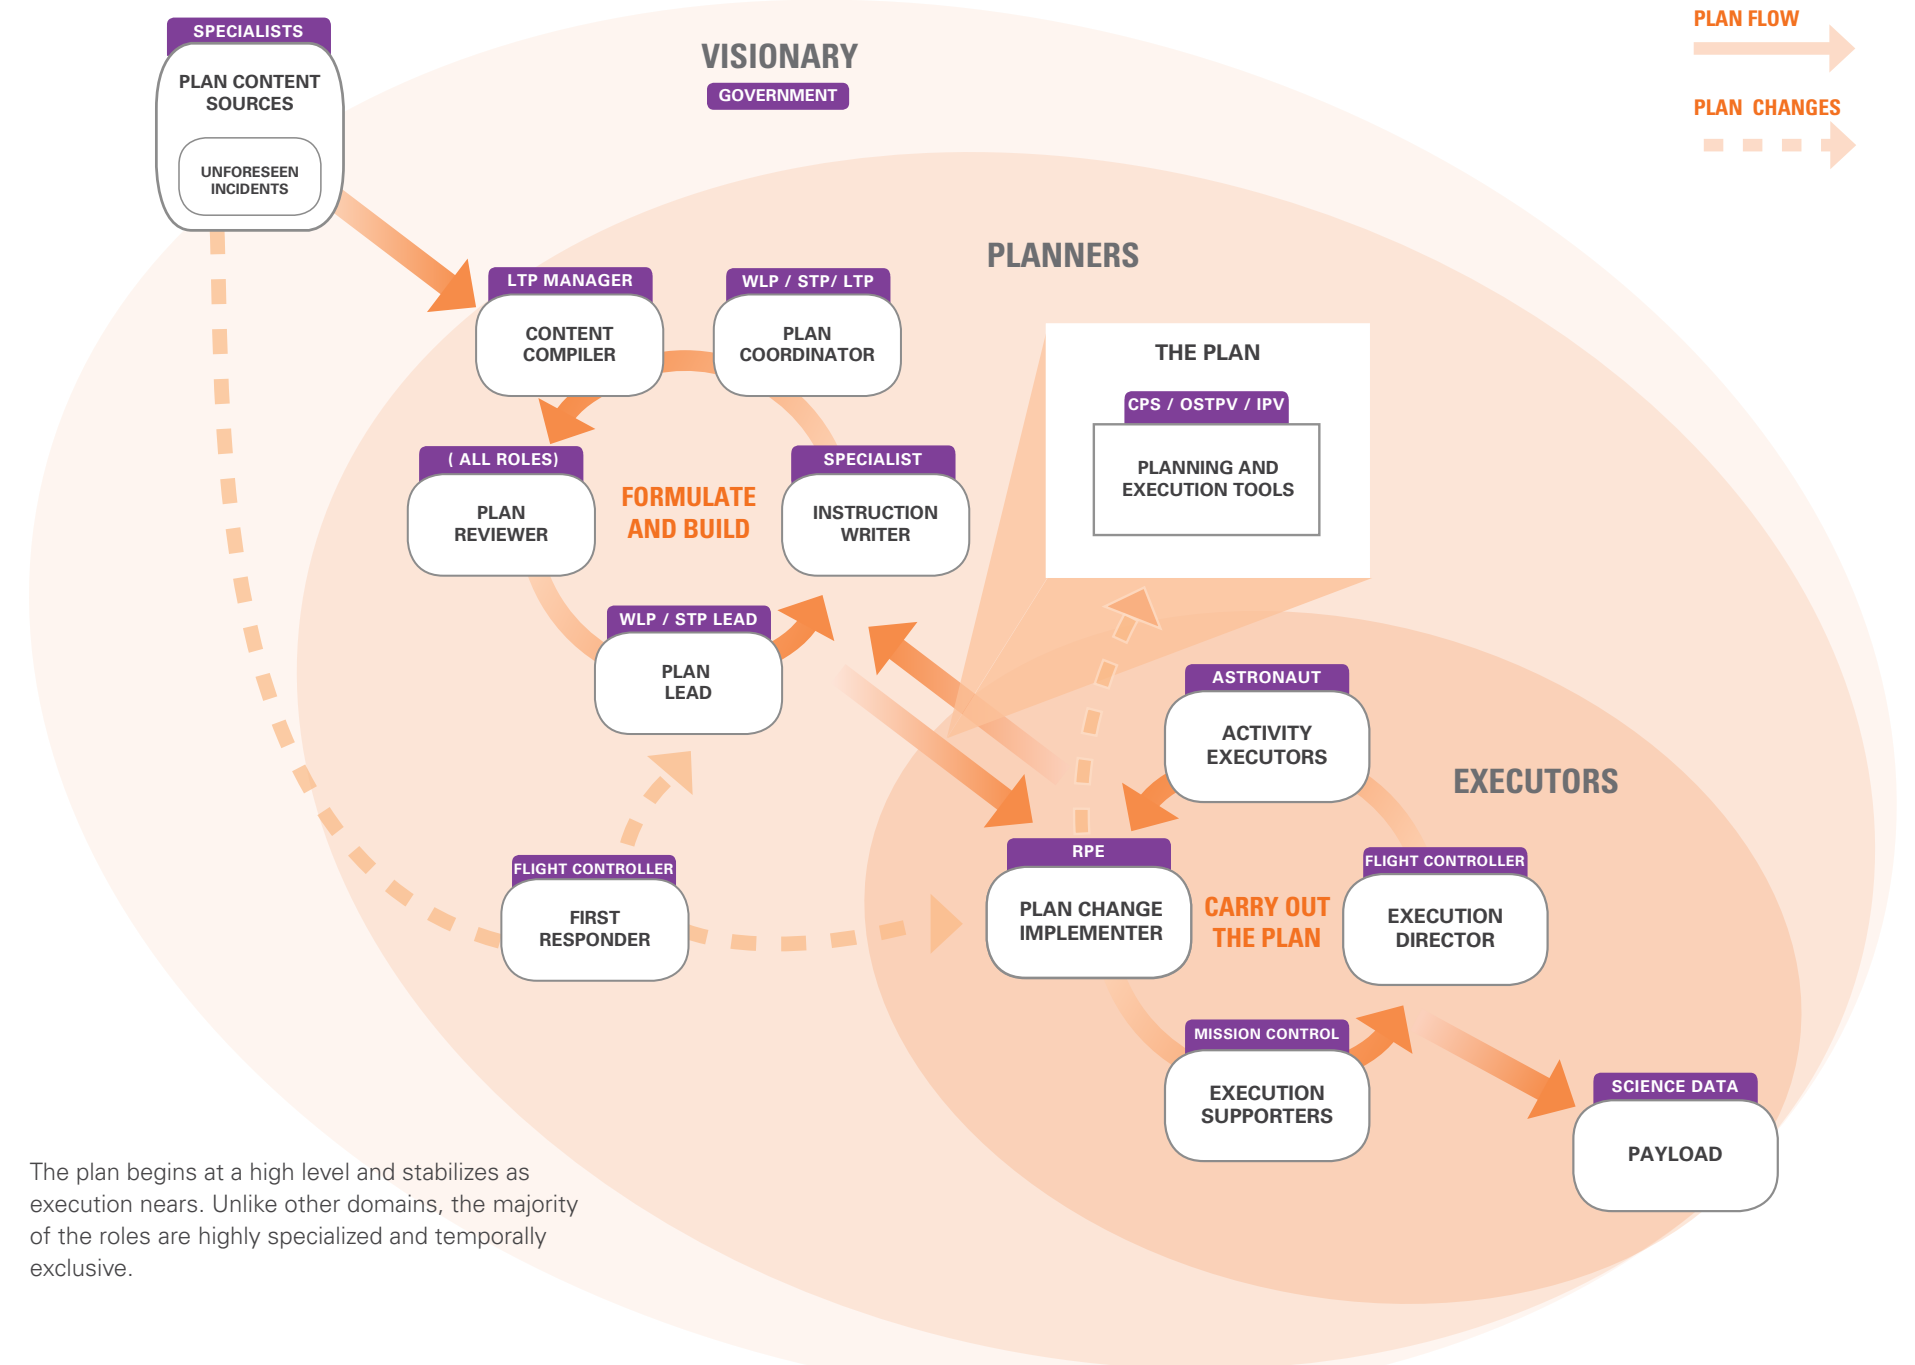 SPECIALISTS
PLAN CONTENT
SOURCES
UNFORESEEN
INCIDENTS
VISIONARY
GOVERNMENT
PLAN FLOW
PLAN CHANGES
PLANNERS
LTP MANAGER
CONTENT
COMPILER
WLP / STP/ LTP
PLAN
COORDINATOR
THE PLAN
CPS / OSTPV / IPV
PLANNING AND
EXECUTION TOOLS
( ALL ROLES)
PLAN
REVIEWER
FORMULATE
AND BUILD
SPECIALIST
INSTRUCTION
WRITER
WLP / STP LEAD
PLAN
LEAD
ASTRONAUT
ACTIVITY
EXECUTORS
EXECUTORS
FLIGHT CONTROLLER
FIRST
RESPONDER
RPE
PLAN CHANGE
IMPLEMENTER
CARRY OUT
THE PLAN
FLIGHT CONTROLLER
EXECUTION
DIRECTOR
MISSION CONTROL
EXECUTION
SUPPORTERS
SCIENCE DATA
PAYLOAD
The plan begins at a high level and stabilizes as
execution nears. Unlike other domains, the majority
of the roles are highly specialized and temporally
exclusive.